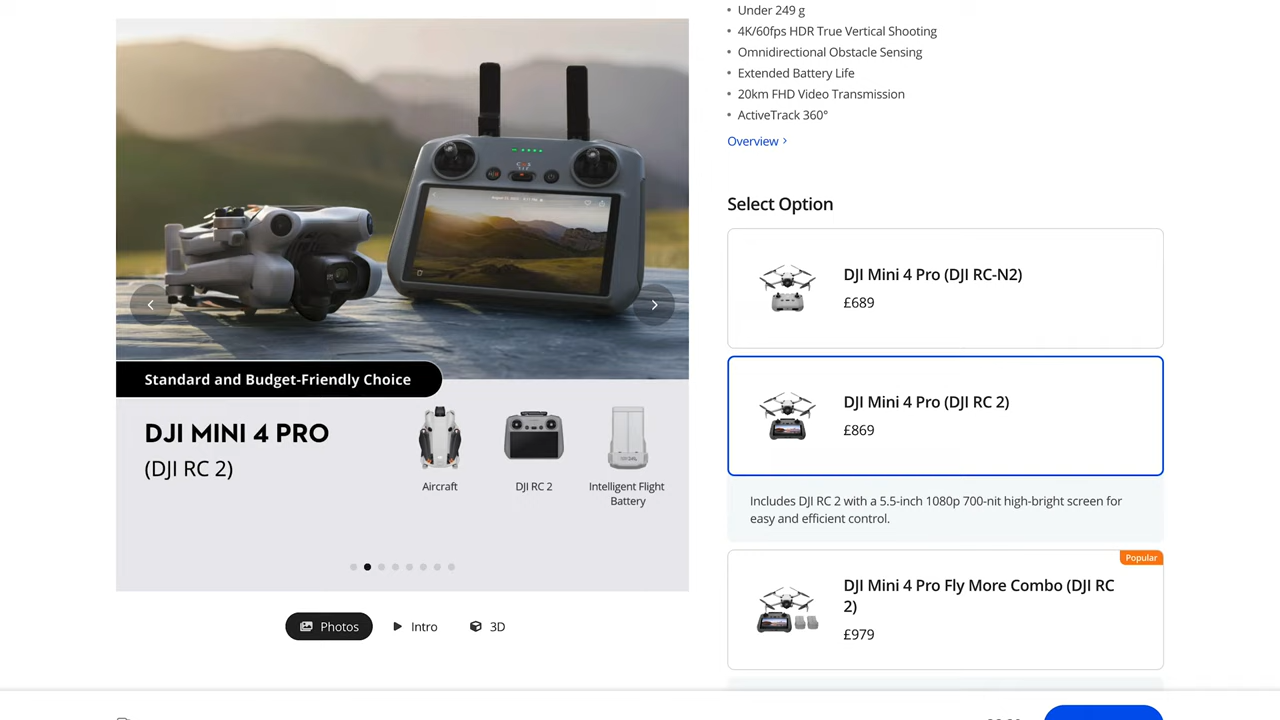 Under 249 g
4K/60fps HDR True Vertical Shooting
Omnidirectional Obstacle Sensing
Extended Battery Life
20km FHD Video Transmission
ActiveTrack 360°
Overview
Select Option
DJI Mini 4 Pro (DJI RC-N2)
£689
DJI Mini 4 Pro (DJI RC 2)
£869
Includes DJI RC 2 with a 5.5-inch 1080p 700-nit high-bright screen for
easy and efficient control.
Popular
DJI Mini 4 Pro Fly More Combo (DJI RC
2)
£979
Standard and Budget-Friendly Choice
DJI MINI 4 PRO
(DJI RC 2)
Aircraft
DJI RC 2
Intelligent Flight
Battery
Photos
Intro
3D